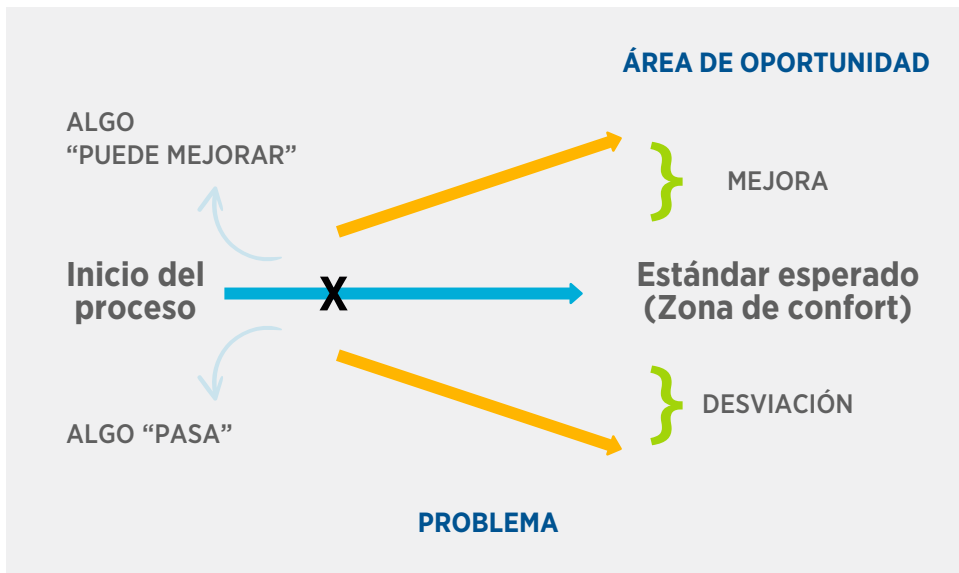 ÁREA DE OPORTUNIDAD
ALGO
“PUEDE MEJORAR”
MEJORA
Inicio del
proceso
X
Estándar esperado
(Zona de confort)
DESVIACIÓN
ALGO “PASA”
PROBLEMA